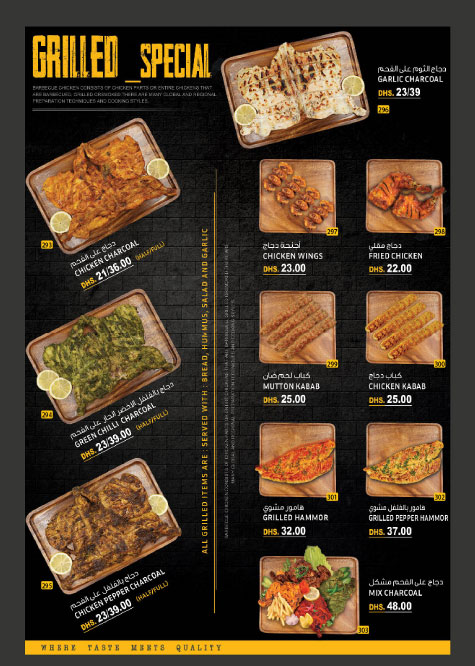 GRILLED _SPECIAL
BARBECUE CHICKEN CONSISTS OF CHICKEN PARTS OR ENTIRE CHICKENS THAT
ARE BARBECUED, GRILLED OR SMOKED. THERE ARE MANY GLOBAL AND REGIONAL
PREPARATION TECHNIQUES AND COOKING STYLES.
دجاج الثوم على الفحم
GARLIC CHARCOAL
DHS. 23/39
296
293
دجاج على الفحم
CHICKEN CHARCOAL
DHS. 21/36.00 (HALF/FULL)
294
دجاج بالفلفل الاخضر الحار على الفحم
GREEN CHILLI CHARCOAL
DHS. 23/39.00 (HALF/FULL)
295
دجاج بالفلفل على الفحم
CHICKEN PEPPER CHARCOAL
DHS. 23/39.00 (HALF/FULL)
ALL GRILLED ITEMS ARE : SERVED WITH : BREAD, HUMMUS, SALAD AND GARLIC
297
أجنحة دجاج
CHICKEN WINGS
DHS. 23.00
298
دجاج مقلي
FRIED CHICKEN
DHS. 22.00
299
كباب لحم ضان
MUTTON KABAB
DHS. 25.00
300
كباب دجاج
CHICKEN KABAB
DHS. 25.00
301
هامور مشوي
GRILLED HAMMOR
DHS. 32.00
302
هامور بالفلفل مشوي
GRILLED PEPPER HAMMOR
DHS. 37.00
303
دجاج على الفحم مشكل
MIX CHARCOAL
DHS. 48.00
WHERE TASTE MEETS QUALITY